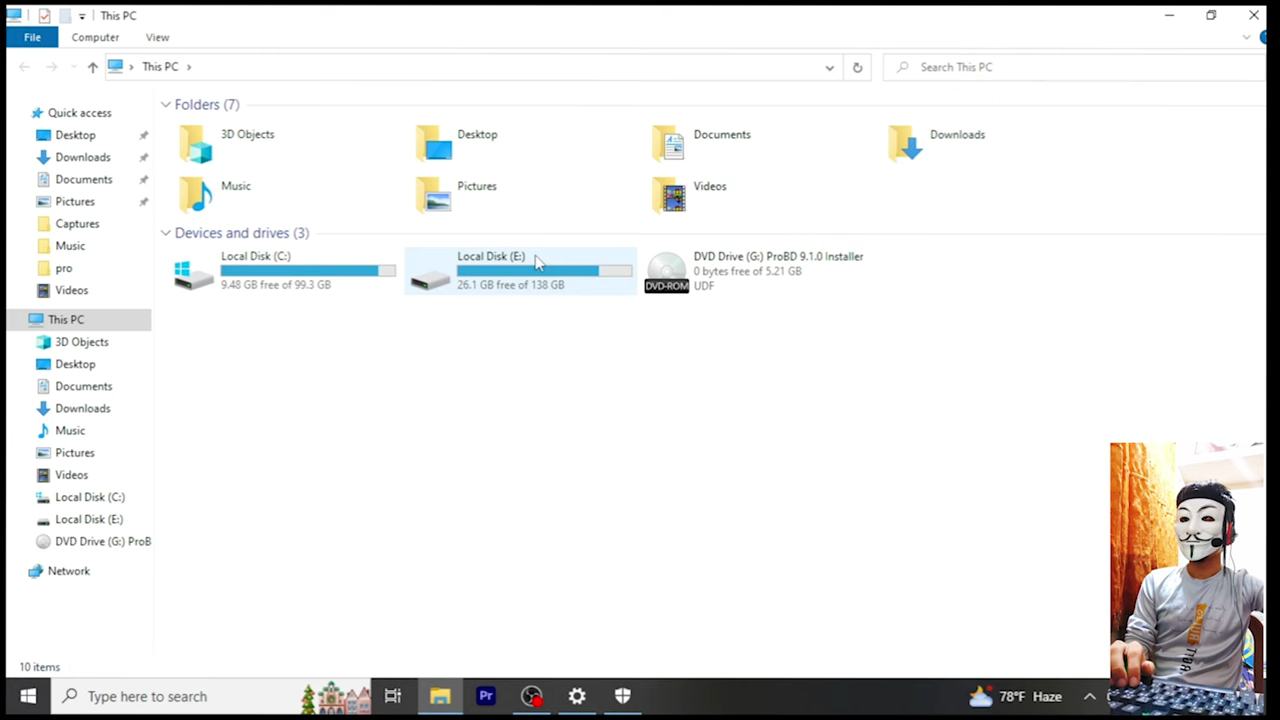 This PC
File Computer View
This PC
Search This PC
Quick access
Desktop
Downloads
Documents
Pictures
Captures
Music
pro
Videos
This PC
3D Objects
Desktop
Documents
Downloads
Music
Pictures
Videos
Local Disk (C:)
Local Disk (E:)
DVD Drive (G:) ProB
Network
Folders (7)
3D Objects
Desktop
Documents
Downloads
Music
Pictures
Videos
Devices and drives (3)
Local Disk (C:)
9.48 GB free of 99.3 GB
Local Disk (E:)
26.1 GB free of 138 GB
DVD Drive (G:) ProBD 9.1.0 Installer
0 bytes free of 5.21 GB
UDF
DVD-ROM
10 items
Type here to search
Pr
78°F Haze